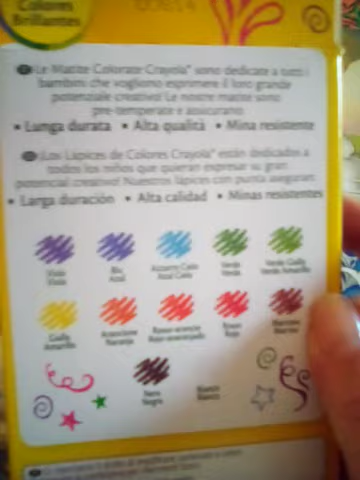 Colores
Brillantes
Le Matite Colorate Crayola® sono dedicate a tutti i
bambini che vogliono esprimere il loro grande
potenziale creativo! Le nostre matite sono
pre-temperate e assicurano
• Lunga durata • Alta qualità • Mina resistente
¡Los Lápices de Colores Crayola® están dedicados a
todos los niños que quieran expresar su gran
potencial creativo! Nuestros lápices con punta aseguran
• Larga duración • Alta calidad • Minas resistentes
Viola Blu Azzurro Cielo Verde Verde Giallo
Viola Azul Azul Cielo Verde Verde Amarillo
Giallo Arancione Rosso-arancio Rosso Marrone
Amarillo Naranja Rojo-anaranjado Rojo Marrón
Nero Bianco
Negro Blanco